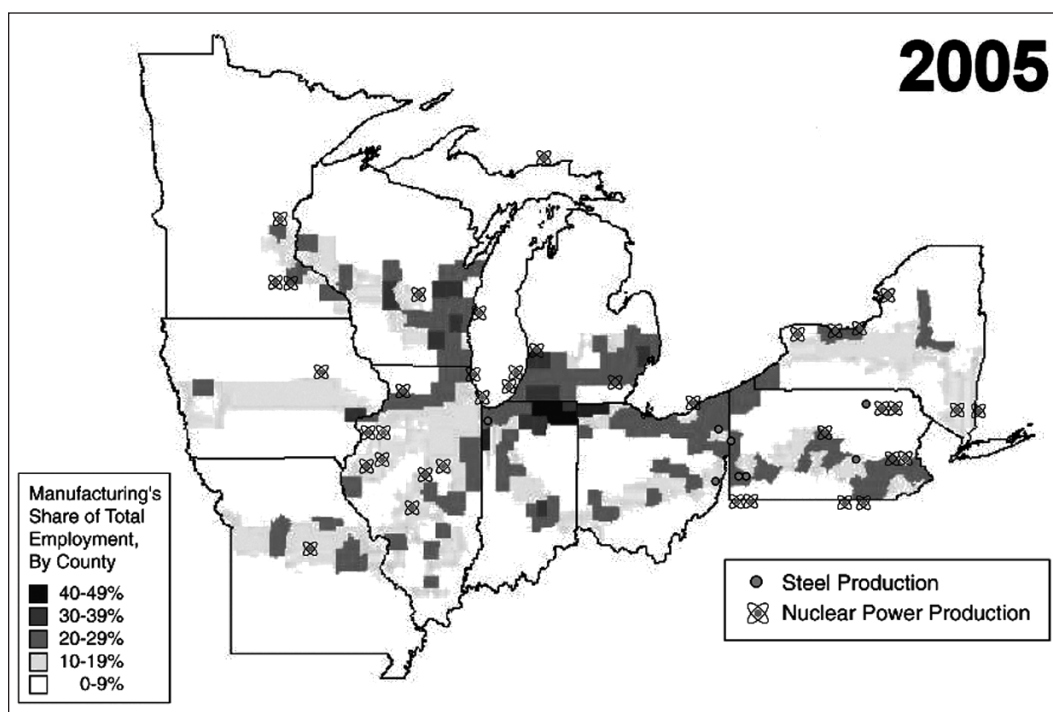 2005
Manufacturing's
Share of Total
Employment,
By County
40-49%
30-39%
20-29%
10-19%
0-9%
Steel Production
Nuclear Power Production